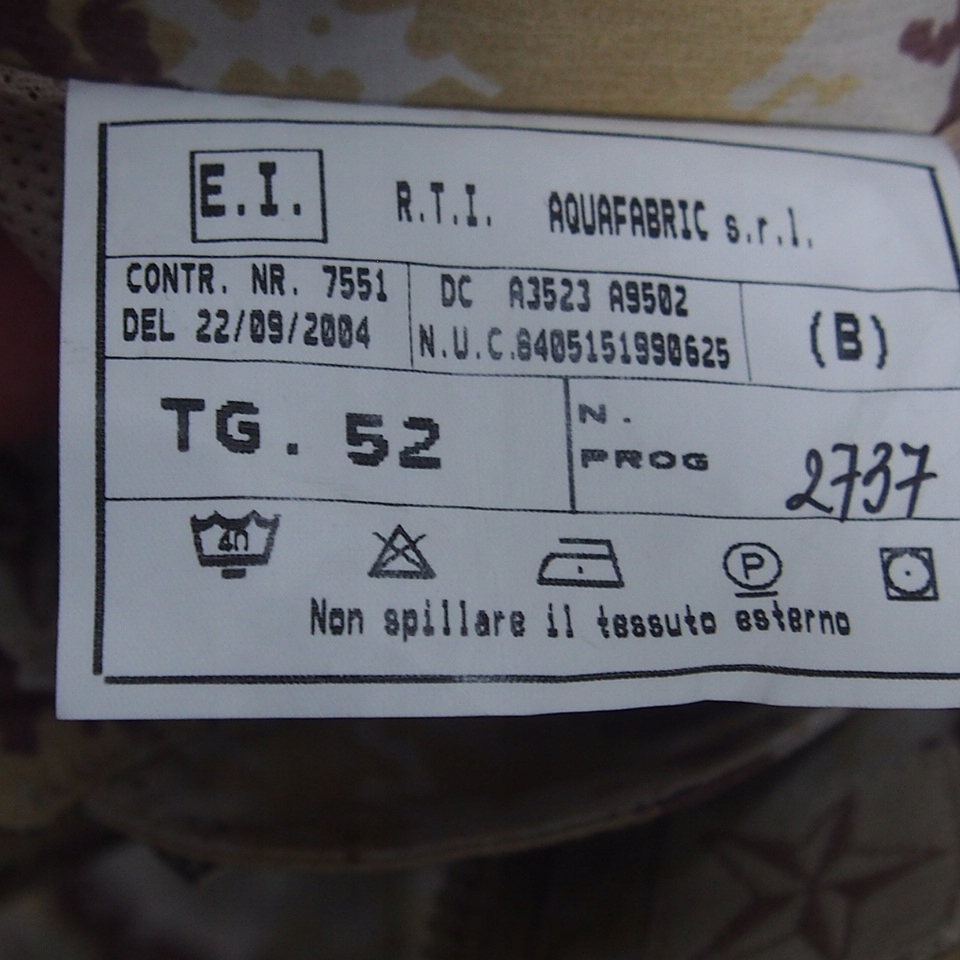 E.I. R.T.I. AQUAFABRIC s.r.l.
CONTR. NR. 7551
DEL 22/09/2004
DC A3523 A9502
N.U.C.8405151990625
(B)
TG. 52
N.
PROG 2737
40
P
Non spillare il tessuto esterno